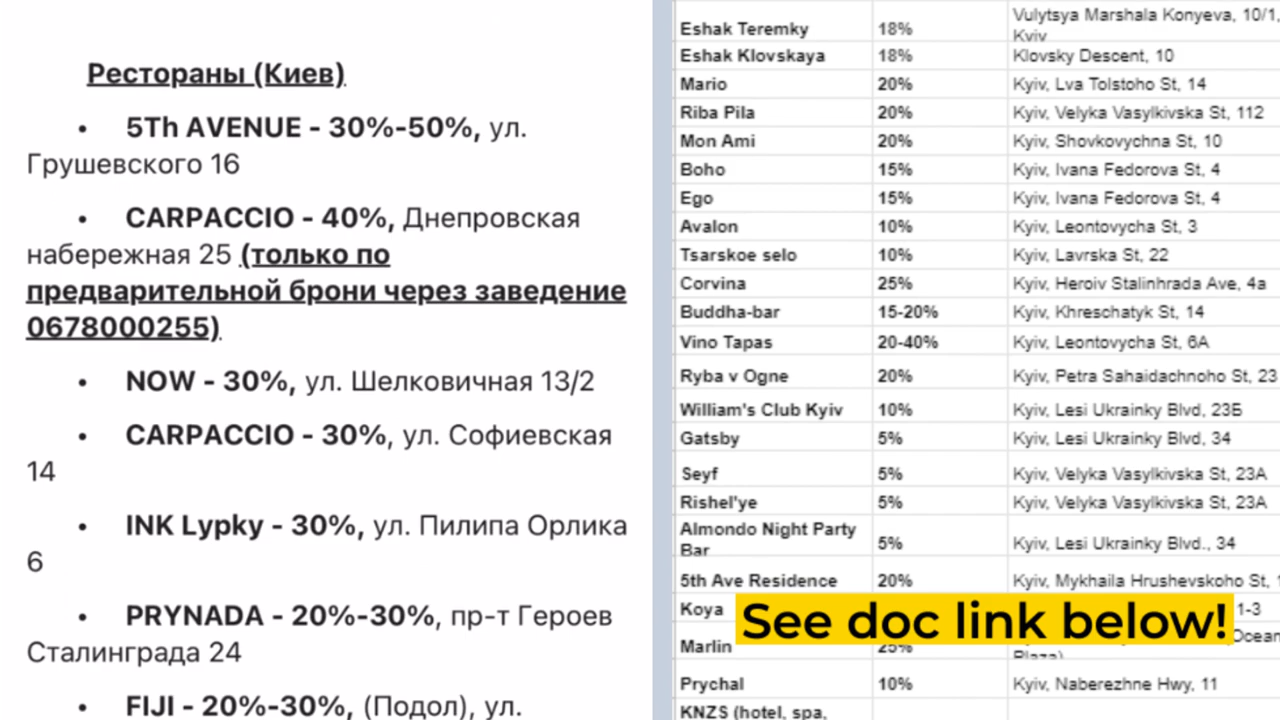 Рестораны (Киев)
• 5Th AVENUE - 30%-50%, ул.
Грушевского 16
• CARPACCIO - 40%, Днепровская
набережная 25 (только по
предварительной брони через заведение
0678000255)
• NOW - 30%, ул. Шелковичная 13/2
• CARPACCIO - 30%, ул. Софиевская
14
• INK Lypky - 30%, ул. Пилипа Орлика
6
• PRYNADA - 20%-30%, пр-т Героев
Сталинграда 24
• FIJI - 20%-30%, (Подол), ул.
Eshak Teremky 18% Vulytsya Marshala Konyeva, 10/1,
Kyiv
Eshak Klovskaya 18% Klovsky Descent, 10
Mario 20% Kyiv, Lva Tolstoho St, 14
Riba Pila 20% Kyiv, Velyka Vasylkivska St, 112
Mon Ami 20% Kyiv, Shovkovychna St, 10
Boho 15% Kyiv, Ivana Fedorova St, 4
Ego 15% Kyiv, Ivana Fedorova St, 4
Avalon 10% Kyiv, Leontovycha St, 3
Tsarskoe selo 10% Kyiv, Lavrska St, 22
Corvina 25% Kyiv, Heroiv Stalinhrada Ave, 4a
Buddha-bar 15-20% Kyiv, Khreschatyk St, 14
Vino Tapas 20-40% Kyiv, Leontovycha St, 6A
Ryba v Ogne 20% Kyiv, Petra Sahaidachnoho St, 23
William's Club Kyiv 10% Kyiv, Lesi Ukrainky Blvd, 23Б
Gatsby 5% Kyiv, Lesi Ukrainky Blvd, 34
Seyf 5% Kyiv, Velyka Vasylkivska St, 23A
Rishel'ye 5% Kyiv, Velyka Vasylkivska St, 23A
Almondo Night Party
Bar 5% Kyiv, Lesi Ukrainky Blvd., 34
5th Ave Residence 20% Kyiv, Mykhaila Hrushevskoho St, 1
Koya 1-3
See doc link below!
Marlin 25% Ocean
Plaza)
Prychal 10% Kyiv, Naberezhne Hwy, 11
KNZS (hotel, spa,